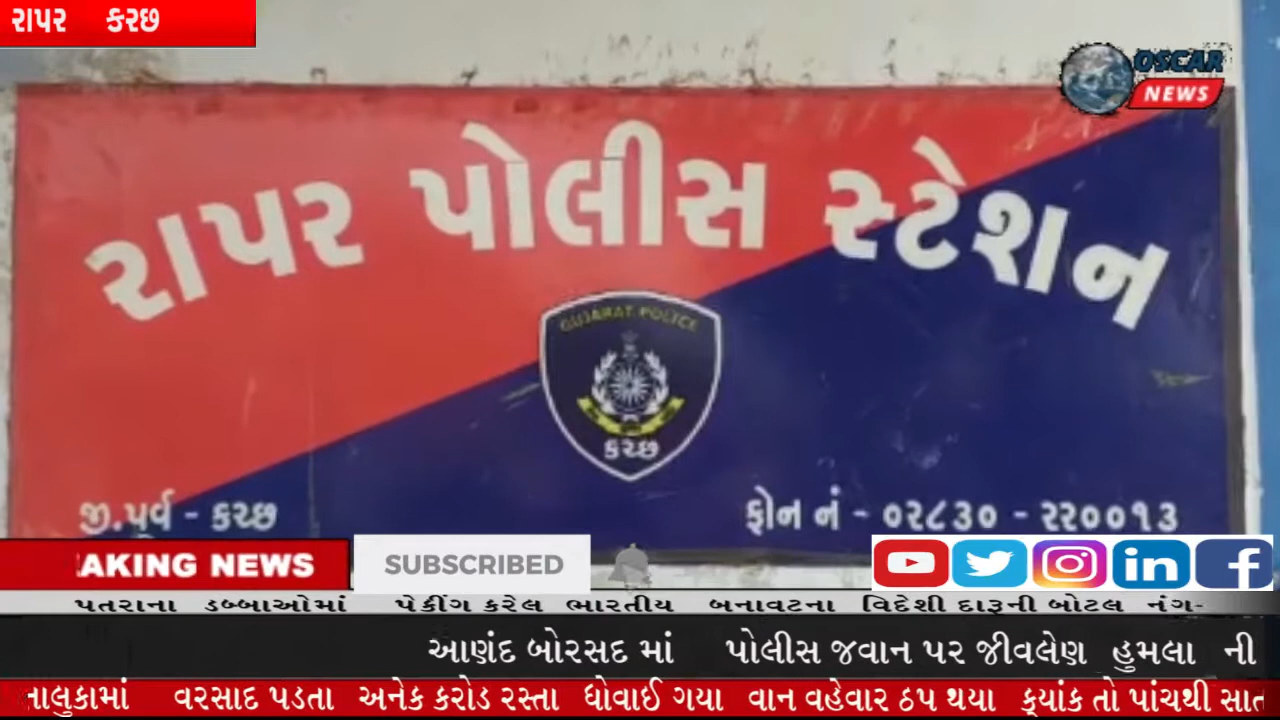 રાપર કરછ
OSCAR
NEWS
રાપર પોલીસ સ્ટેશન
GUJARAT POLICE
કચ્છ
જી.પૂર્વ - કચ્છ
ફોન નં - ૦૨૮૩૦ - ૨૨૦૦૧૩
AKING NEWS
SUBSCRIBED
પતરાના ડબ્બાઓમાં પેકીંગ કરેલ ભારતીય બનાવટના વિદેશી દારૂની બોટલ નંગ-
આણંદ બોરસદ માં પોલીસ જવાન પર જીવલેણ હુમલા ની
તાલુકામાં વરસાદ પડતા અનેક કરોડ રસ્તા ધોવાઈ ગયા વાન વહેવાર ઠપ થયા ક્યાંક તો પાંચથી સાત